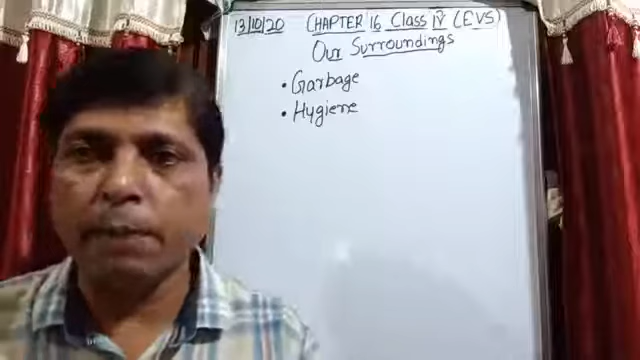 13/10/20 CHAPTER 16 Class IV (EVS)
Our Surroundings
• Garbage
• Hygiene